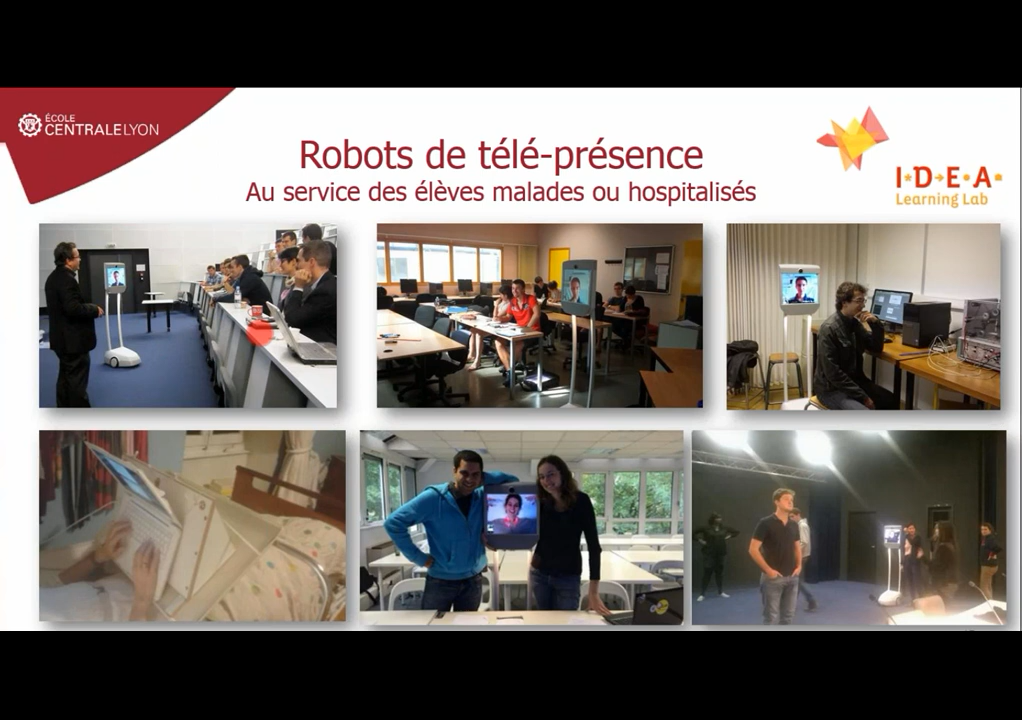 ÉCOLE
CENTRALELYON
Robots de télé-présence
Au service des élèves malades ou hospitalisés
I·D·E·A·
Learning Lab